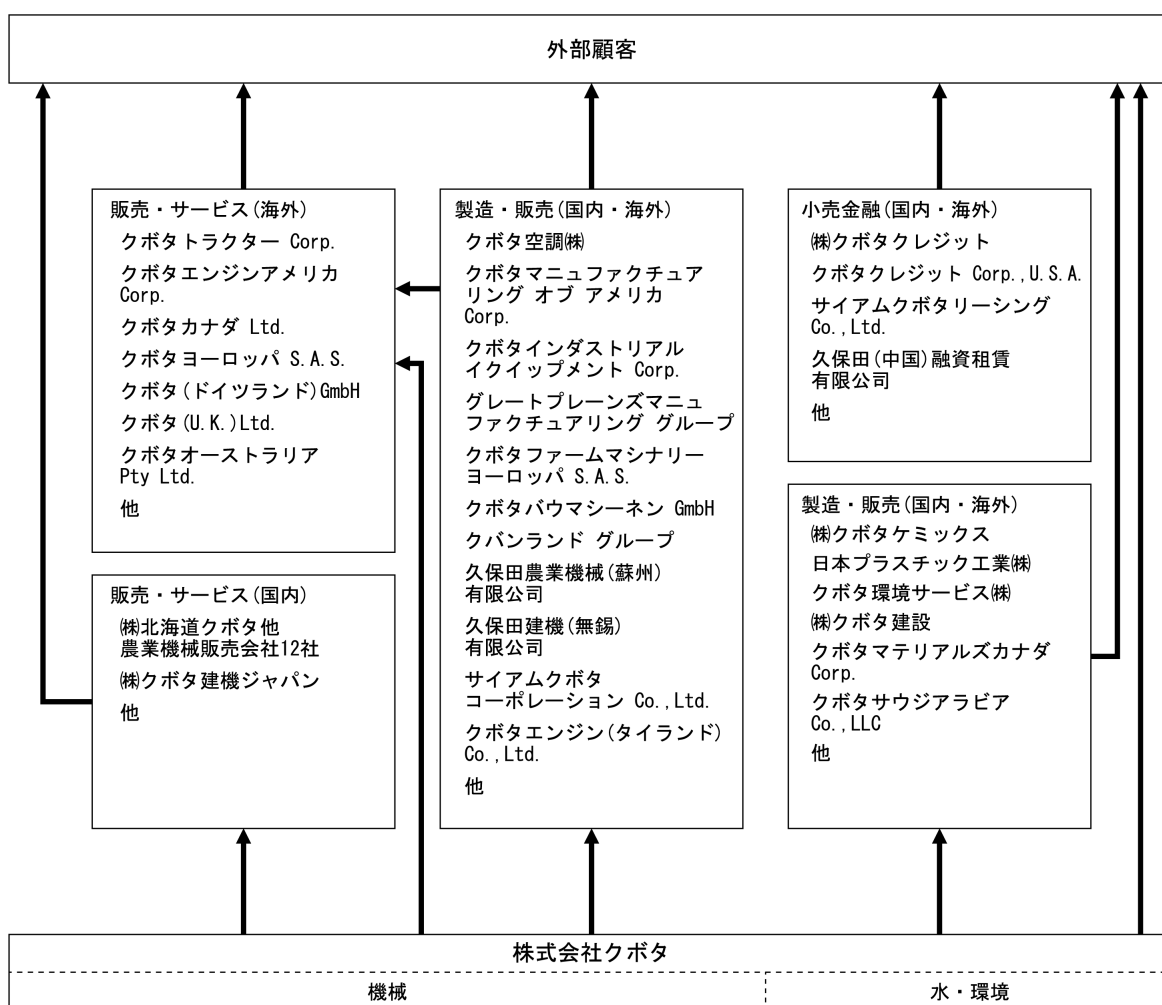 外部顧客
販売・サービス(海外)
クボタトラクター Corp.
クボタエンジンアメリカ
Corp.
クボタカナダ Ltd.
クボタヨーロッパ S.A.S.
クボタ(ドイツランド)GmbH
クボタ(U.K.)Ltd.
クボタオーストラリア
Pty Ltd.
他
販売・サービス(国内)
㈱北海道クボタ他
農業機械販売会社12社
㈱クボタ建機ジャパン
他
製造・販売(国内・海外)
クボタ空調㈱
クボタマニュファクチュア
リング オブ アメリカ
Corp.
クボタインダストリアル
イクイップメント Corp.
グレートプレーンズマニュ
ファクチュアリング グループ
クボタファームマシナリー
ヨーロッパ S.A.S.
クボタバウマシーネン GmbH
クバンランド グループ
久保田農業機械(蘇州)
有限公司
久保田建機(無錫)
有限公司
サイアムクボタ
コーポレーション Co.,Ltd.
クボタエンジン(タイランド)
Co.,Ltd.
他
小売金融(国内・海外)
㈱クボタクレジット
クボタクレジット Corp.,U.S.A.
サイアムクボタリーシング
Co.,Ltd.
久保田(中国)融資租賃
有限公司
他
製造・販売(国内・海外)
㈱クボタケミックス
日本プラスチック工業㈱
クボタ環境サービス㈱
㈱クボタ建設
クボタマテリアルズカナダ
Corp.
クボタサウジアラビア
Co.,LLC
他
株式会社クボタ
機械
水・環境